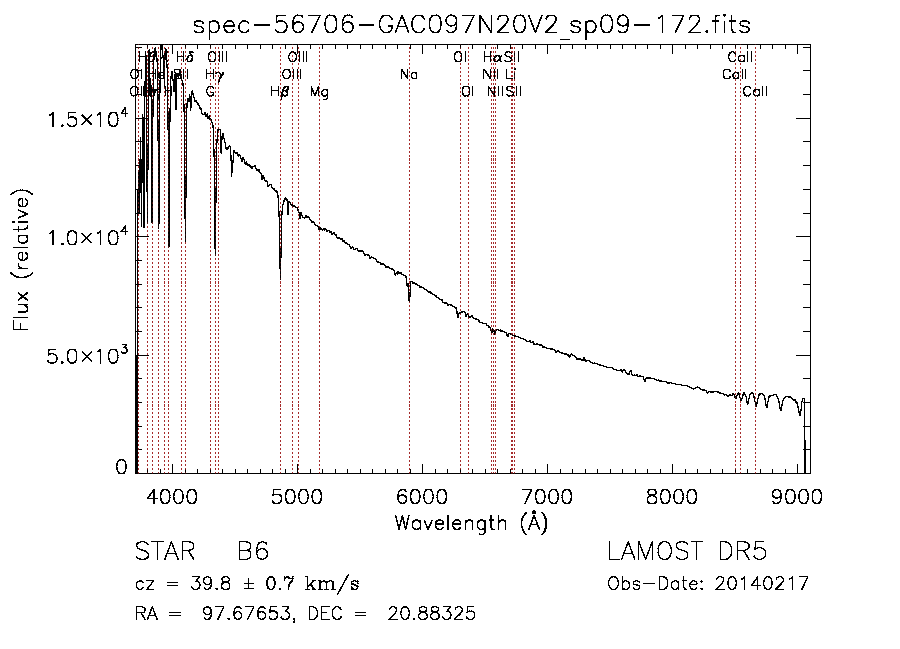 spec-56706-GAC097N20V2_sp09-172.fits
Hδ OIII OIII OI Hα SII CaII
Hγ OIII Na NII Li CaII
G Hβ Mg OI NII SII CaII
1.5×10⁴
1.0×10⁴
5.0×10³
0
Flux (relative)
4000 5000 6000 7000 8000 9000
Wavelength (Å)
STAR B6 LAMOST DR5
cz = 39.8 ± 0.7 km/s Obs-Date: 20140217
RA = 97.67653, DEC = 20.88325